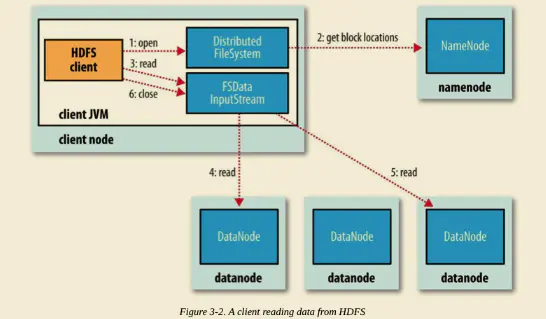 1: open
Distributed
FileSystem
2: get block locations
NameNode
HDFS
client
3: read
6: close
FSData
InputStream
namenode
client JVM
client node
4: read
5: read
DataNode
DataNode
DataNode
datanode
datanode
datanode
Figure 3-2. A client reading data from HDFS